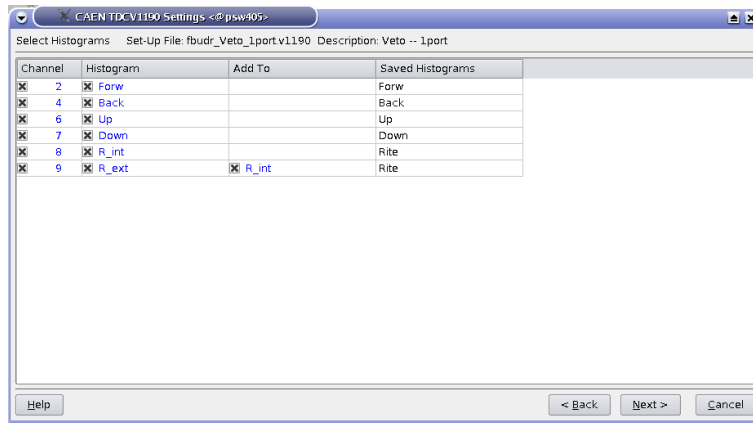 CAEN TDCV1190 Settings <@psw405>
Select Histograms Set-Up File: fbudr_Veto_1port.v1190 Description: Veto -- 1port
Channel Histogram Add To Saved Histograms
2 Forw Forw
4 Back Back
6 Up Up
7 Down Down
8 R_int Rite
9 R_ext R_int Rite
Help < Back Next > Cancel